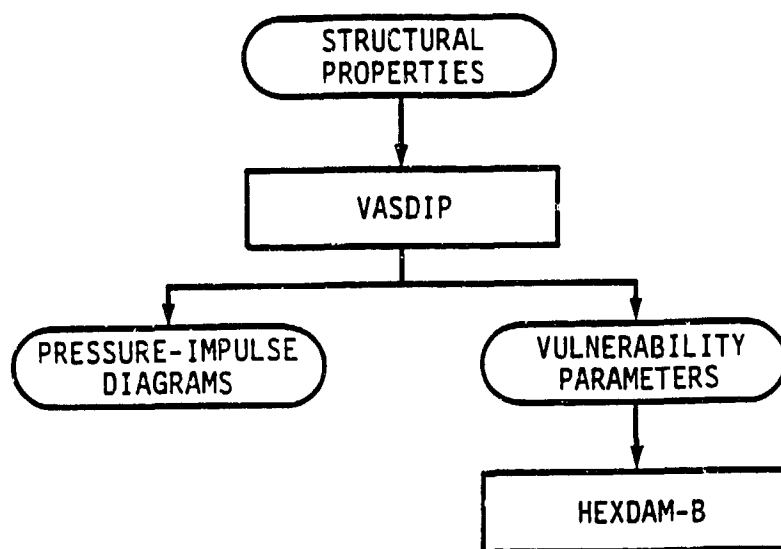 STRUCTURAL
PROPERTIES
VASDIP
PRESSURE-IMPULSE
DIAGRAMS
VULNERABILITY
PARAMETERS
HEXDAM-B